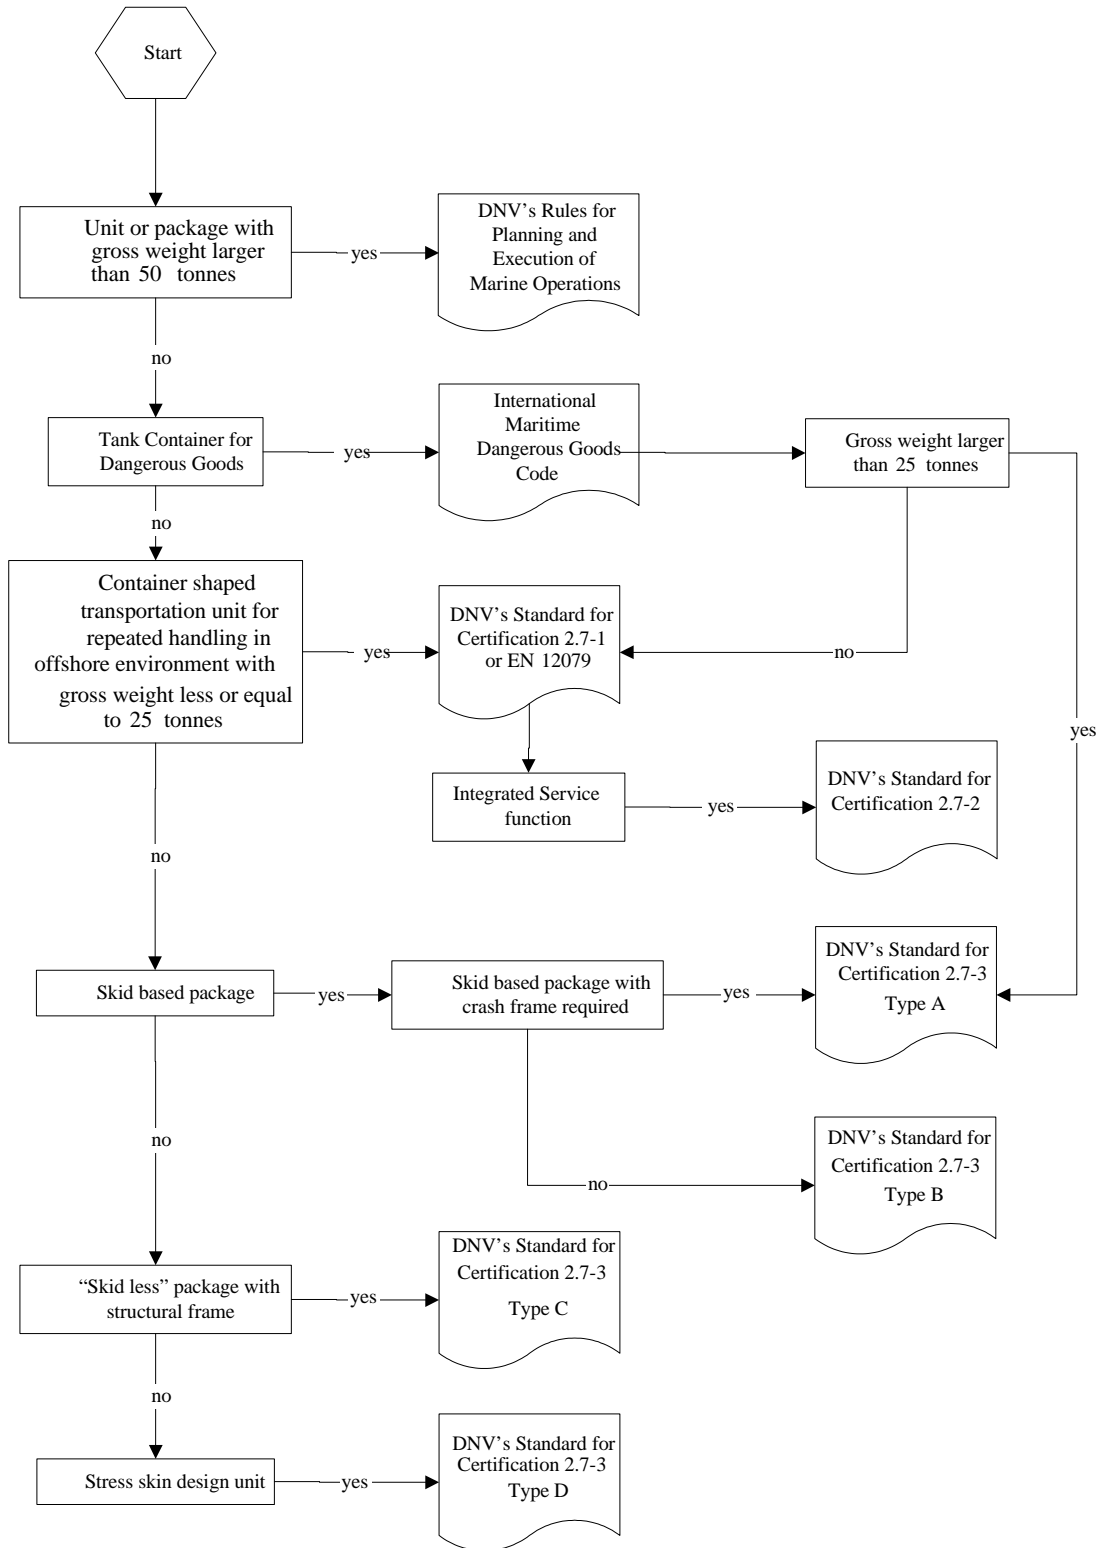 Start
Unit or package with
gross weight larger
than 50 tonnes
yes
DNV's Rules for
Planning and
Execution of
Marine Operations
no
Tank Container for
Dangerous Goods
yes
International
Maritime
Dangerous Goods
Code
Gross weight larger
than 25 tonnes
no
Container shaped
transportation unit for
repeated handling in
offshore environment with
gross weight less or equal
to 25 tonnes
yes
DNV's Standard for
Certification 2.7-1
or EN 12079
no
yes
Integrated Service
function
yes
DNV's Standard for
Certification 2.7-2
no
Skid based package
yes
Skid based package with
crash frame required
yes
DNV's Standard for
Certification 2.7-3
Type A
no
no
DNV's Standard for
Certification 2.7-3
Type B
“Skid less” package with
structural frame
yes
DNV's Standard for
Certification 2.7-3
Type C
no
Stress skin design unit
yes
DNV's Standard for
Certification 2.7-3
Type D